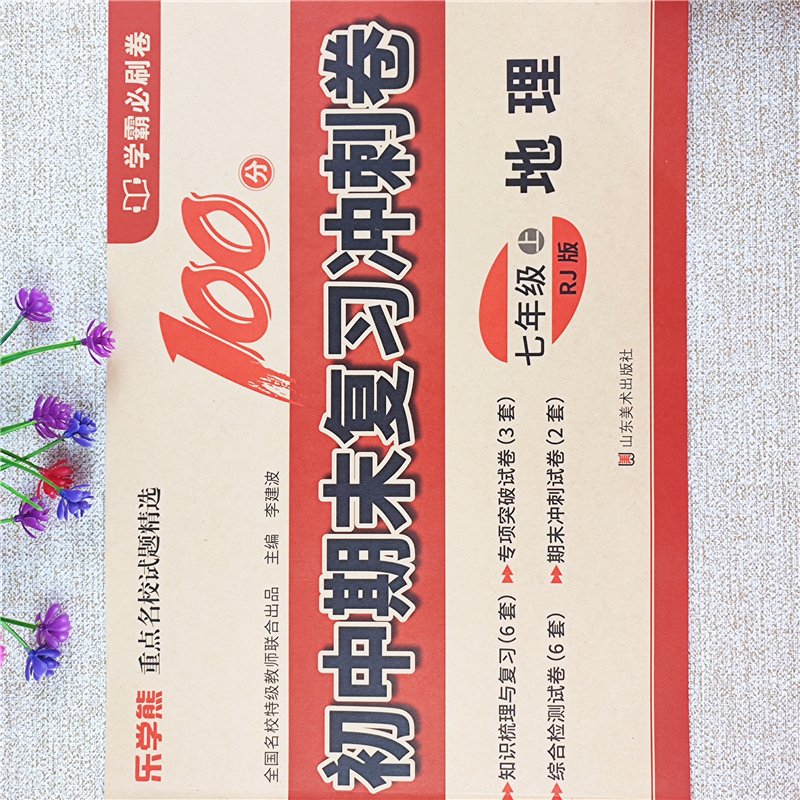 乐学熊 重点名校试题精选
学霸必刷卷
100分
全国名校特级教师联合出品 主编 李建波
初中期末复习冲刺卷
七年级上
RJ版
地理
知识梳理与复习(6套) 专项突破试卷(3套)
综合检测试卷(6套) 期末冲刺试卷(2套)
山东美术出版社